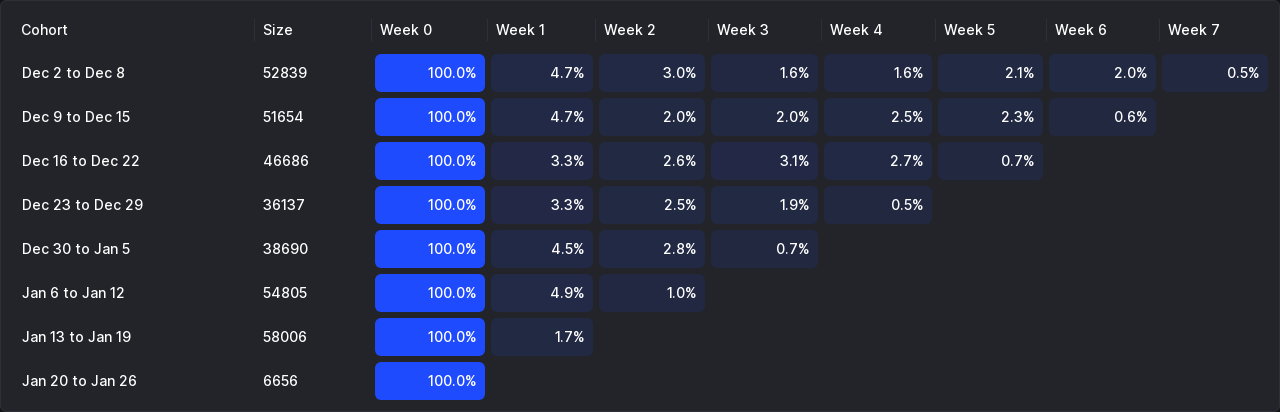 Cohort Size Week 0 Week 1 Week 2 Week 3 Week 4 Week 5 Week 6 Week 7
Dec 2 to Dec 8 52839 100.0% 4.7% 3.0% 1.6% 1.6% 2.1% 2.0% 0.5%
Dec 9 to Dec 15 51654 100.0% 4.7% 2.0% 2.0% 2.5% 2.3% 0.6%
Dec 16 to Dec 22 46686 100.0% 3.3% 2.6% 3.1% 2.7% 0.7%
Dec 23 to Dec 29 36137 100.0% 3.3% 2.5% 1.9% 0.5%
Dec 30 to Jan 5 38690 100.0% 4.5% 2.8% 0.7%
Jan 6 to Jan 12 54805 100.0% 4.9% 1.0%
Jan 13 to Jan 19 58006 100.0% 1.7%
Jan 20 to Jan 26 6656 100.0%